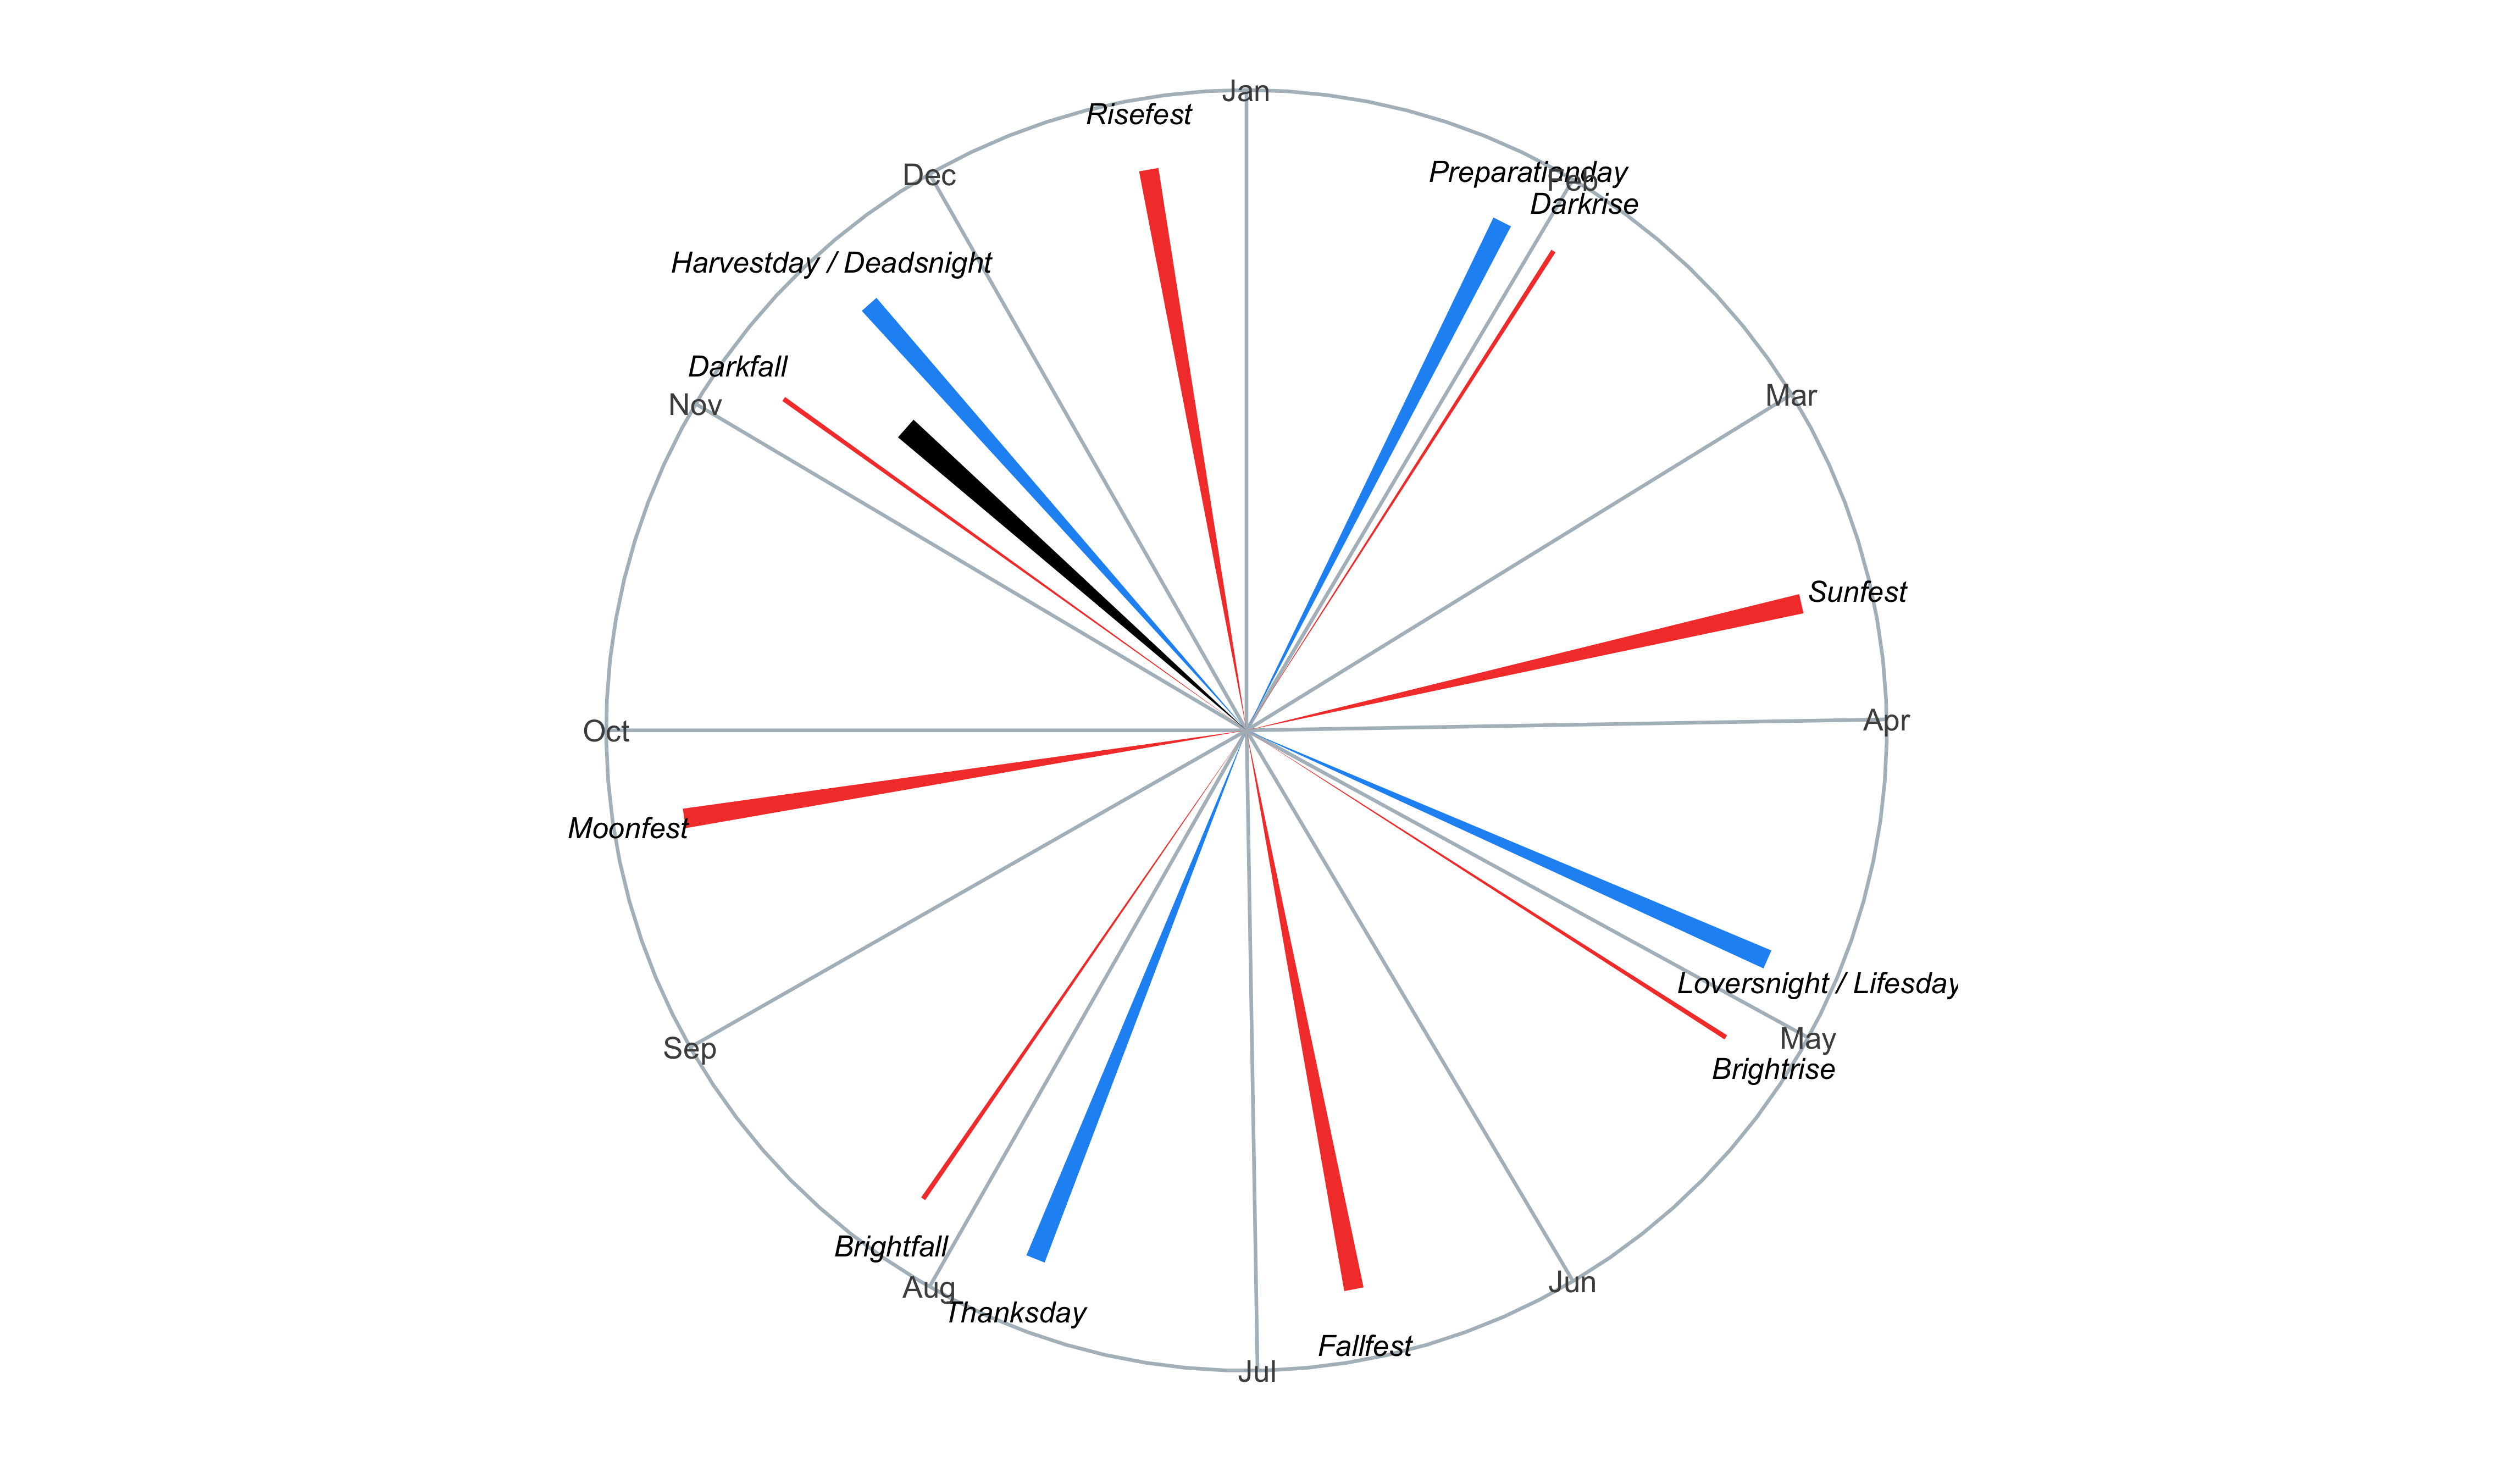 Jan
Risefest
Preparationday
Dec
Feb
Darkrise
Harvestday / Deadsnight
Darkfall
Mar
Nov
Sunfest
Apr
Oct
Moonfest
Loversnight / Lifesday
May
Sep
Brightrise
Brightfall
Jun
Aug
Thanksday
Fallfest
Jul